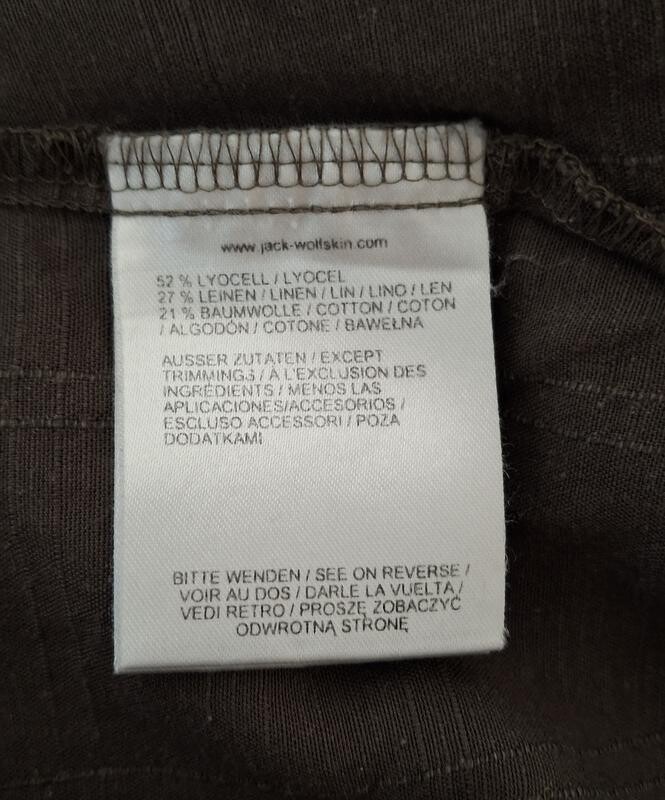 www.jack-wolfskin.com
52 % LYOCELL / LYOCEL
27 % LEINEN / LINEN / LIN / LINO / LEN
21 % BAUMWOLLE / COTTON / COTON
/ ALGODÓN / COTONE / BAWEŁNA
AUSSER ZUTATEN / EXCEPT
TRIMMINGS / À L'EXCLUSION DES
INGRÉDIENTS / MENOS LAS
APLICACIONES/ACCESORIOS /
ESCLUSO ACCESSORI / POZA
DODATKAMI
BITTE WENDEN / SEE ON REVERSE /
VOIR AU DOS / DARLE LA VUELTA /
VEDI RETRO / PROSZĘ ZOBACZYĆ
ODWROTNĄ STRONĘ